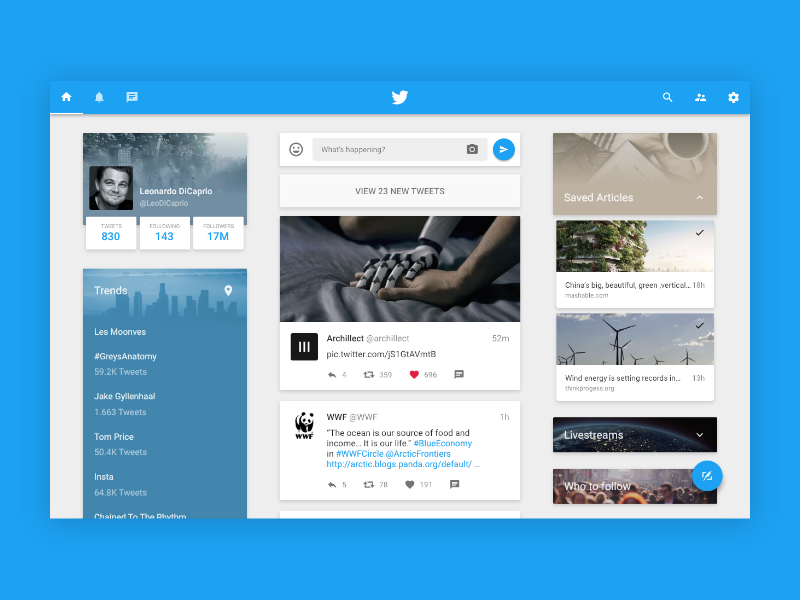 Leonardo DiCaprio
@LeoDiCaprio
TWEETS
830
FOLLOWING
143
FOLLOWERS
17M
Trends
Les Moonves
#GreysAnatomy
59.2K Tweets
Jake Gyllenhaal
1.663 Tweets
Tom Price
50.4K Tweets
Insta
64.8K Tweets
Chained To The Rhythm
What's happening?
VIEW 23 NEW TWEETS
Archillect @archillect 52m
pic.twitter.com/jS1GtAVmtB
4 359 696
WWF
WWF @WWF 1h
“The ocean is our source of food and
income... It is our life.” #BlueEconomy
in #WWFCircle @ArcticFrontiers
http://arctic.blogs.panda.org/default/ ...
5 78 191
Saved Articles
China's big, beautiful, green ,vertical... 18h
mashable.com
Wind energy is setting records in... 13h
thinkprogess.org
Livestreams
Who to follow